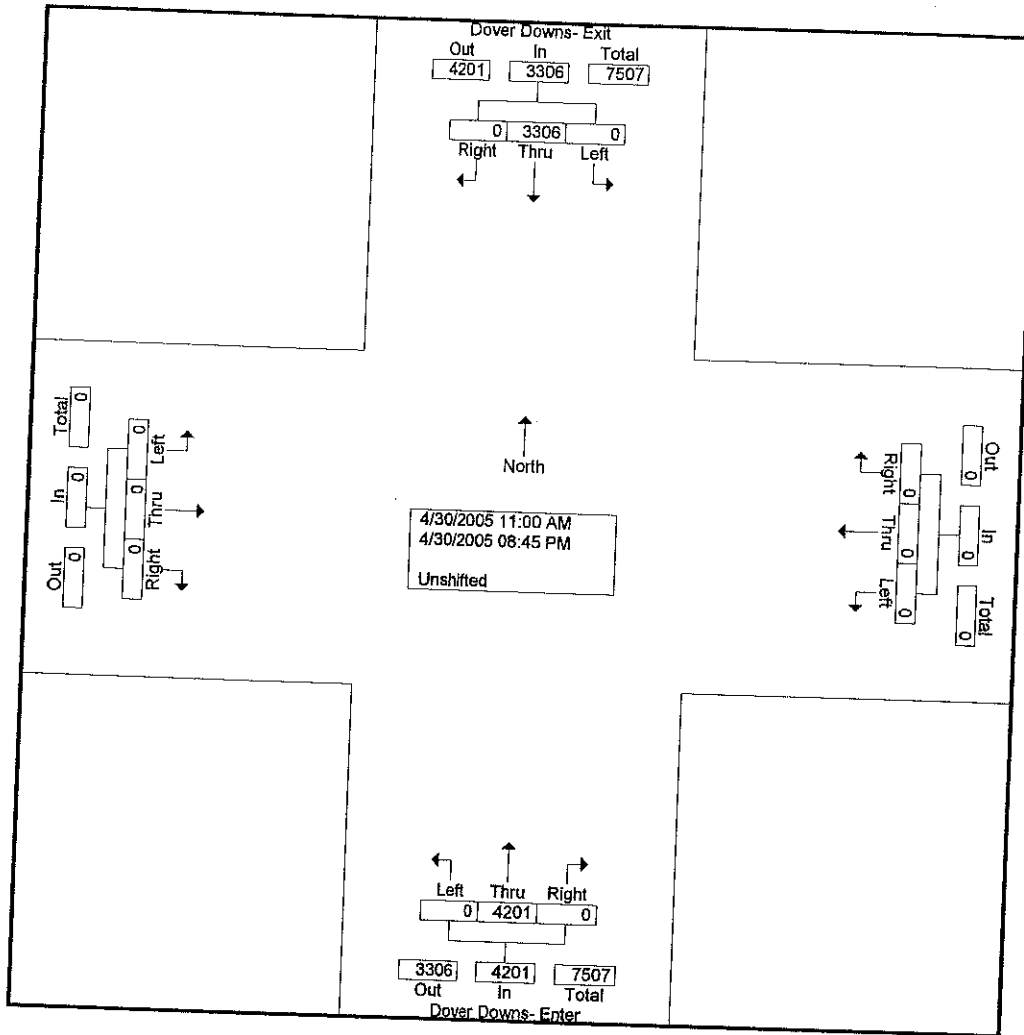 Dover Downs- Exit
Out In Total
4201 3306 7507
0 3306 0
Right Thru Left
Total In Out
0 0 0
0 0 0
Left Thru Right
North
4/30/2005 11:00 AM
4/30/2005 08:45 PM
Unshifted
Out In Total
0 0 0
0 0 0
Right Thru Left
Left Thru Right
0 4201 0
3306 4201 7507
Out In Total
Dover Downs- Enter